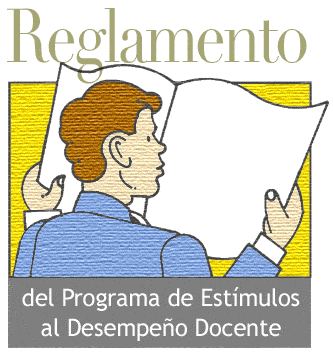 Reglamento
del Programa de Estímulos
al Desempeño Docente